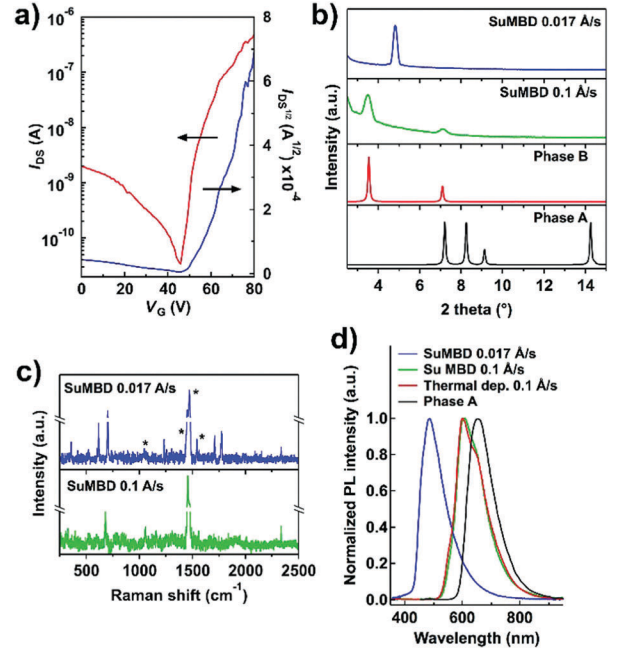 a)
10⁻⁶
10⁻⁷
10⁻⁸
10⁻⁹
10⁻¹⁰
I_DS (A)
0 20 40 60 80
V_G (V)
8
6
4
2
0
I_DS^1/2 (A^1/2) x10⁻⁴
b)
SuMBD 0.017 Å/s
SuMBD 0.1 Å/s
Phase B
Phase A
Intensity (a.u.)
4 6 8 10 12 14
2 theta (°)
c)
SuMBD 0.017 A/s
*
*
*
*
SuMBD 0.1 A/s
Intensity (a.u.)
500 1000 1500 2000 2500
Raman shift (cm⁻¹)
d)
SuMBD 0.017 Å/s
Su MBD 0.1 Å/s
Thermal dep. 0.1 Å/s
Phase A
Normalized PL intensity (a.u.)
1.0
0.8
0.6
0.4
0.2
0.0
400 600 800
Wavelength (nm)